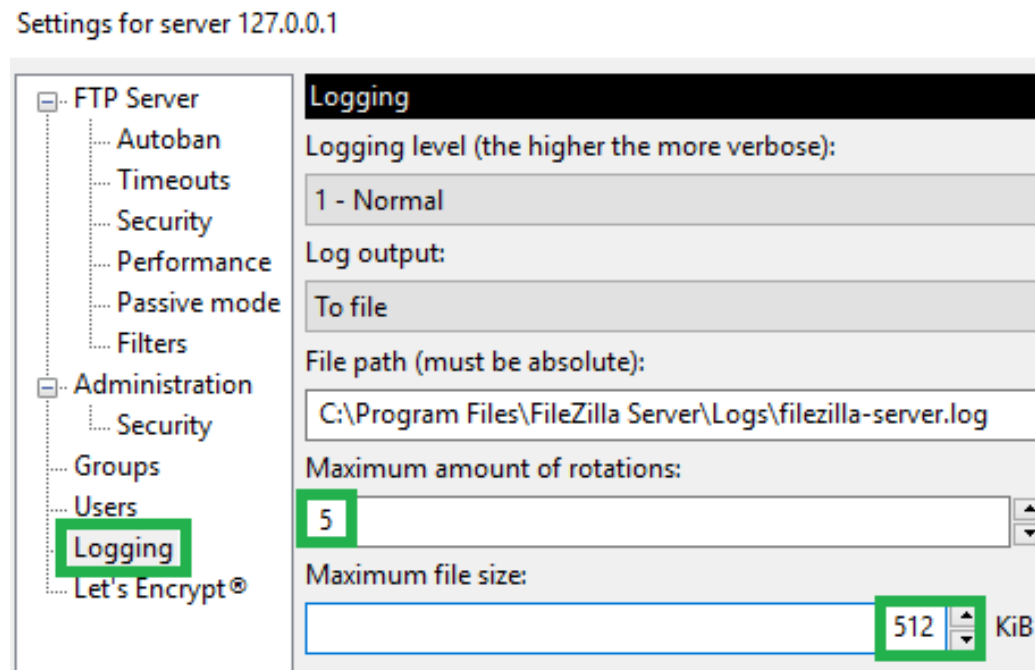 Settings for server 127.0.0.1
FTP Server
Autoban
Timeouts
Security
Performance
Passive mode
Filters
Administration
Security
Groups
Users
Logging
Let's Encrypt®
Logging
Logging level (the higher the more verbose):
1 - Normal
Log output:
To file
File path (must be absolute):
C:\Program Files\FileZilla Server\Logs\filezilla-server.log
Maximum amount of rotations:
5
Maximum file size:
512 KiB